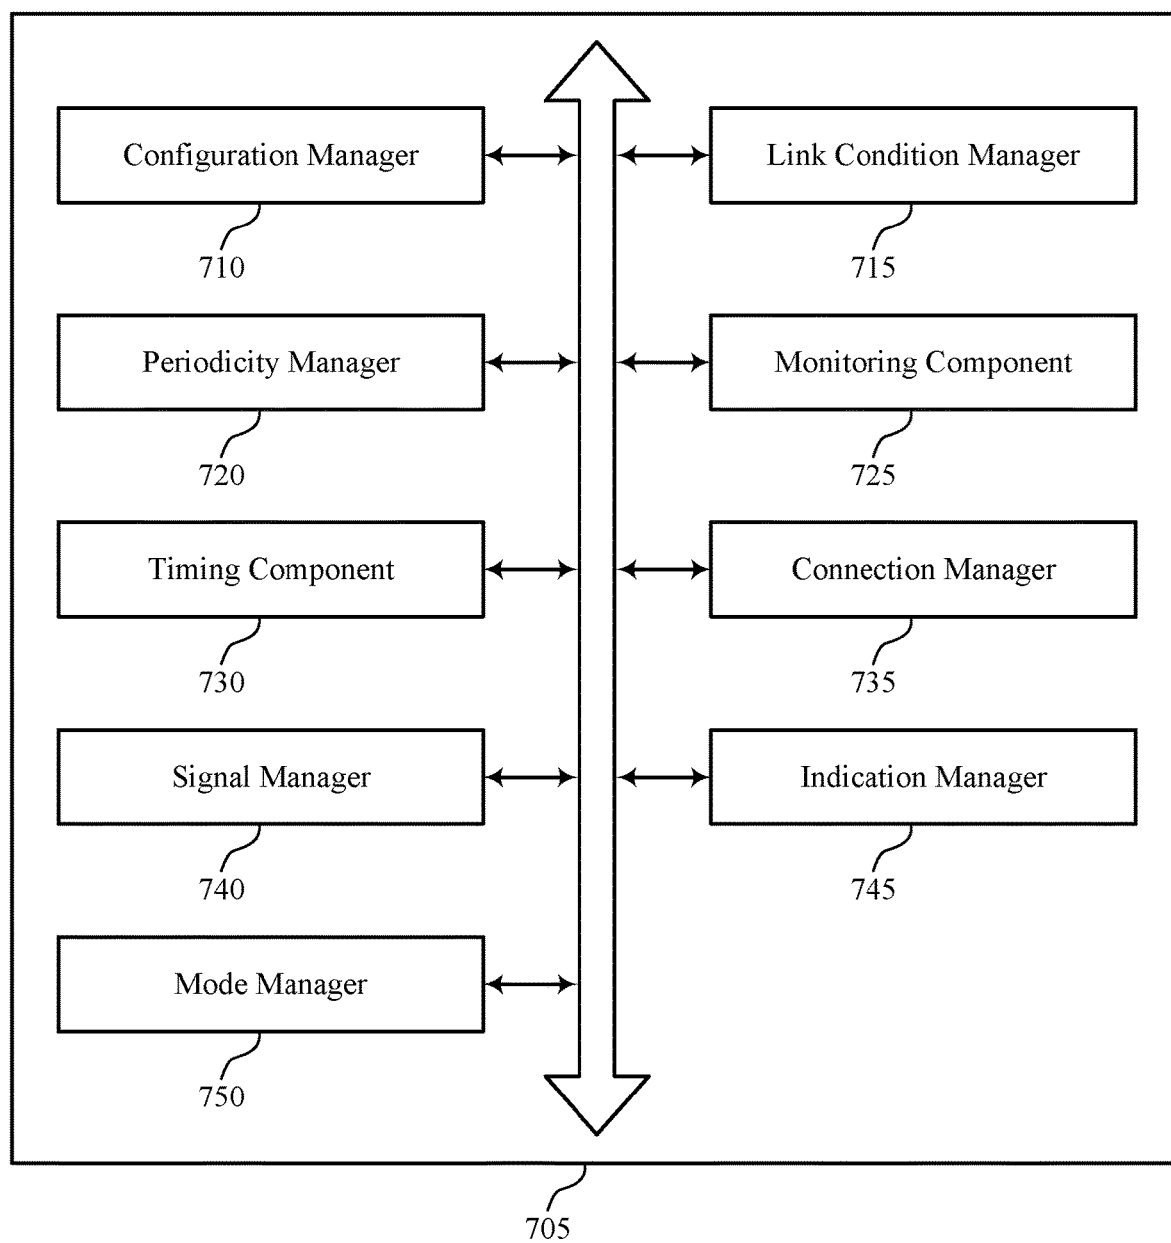 Configuration Manager
710
Link Condition Manager
715
Periodicity Manager
720
Monitoring Component
725
Timing Component
730
Connection Manager
735
Signal Manager
740
Indication Manager
745
Mode Manager
750
705